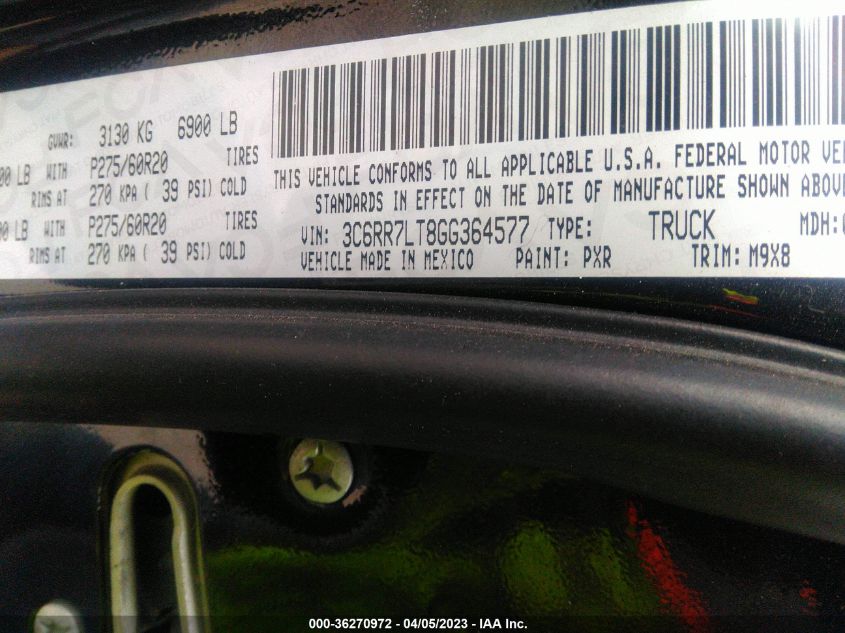 GVWR: 3130 KG 6900 LB
00 LB WITH P275/60R20 TIRES
RIMS AT 270 KPA ( 39 PSI) COLD
00 LB WITH P275/60R20 TIRES
RIMS AT 270 KPA ( 39 PSI) COLD
THIS VEHICLE CONFORMS TO ALL APPLICABLE U.S.A. FEDERAL MOTOR VE
STANDARDS IN EFFECT ON THE DATE OF MANUFACTURE SHOWN ABOVE
VIN: 3C6RR7LT8GG364577 TYPE: TRUCK MDH:
VEHICLE MADE IN MEXICO PAINT: PXR TRIM: M9X8
000-36270972 - 04/05/2023 - IAA Inc.